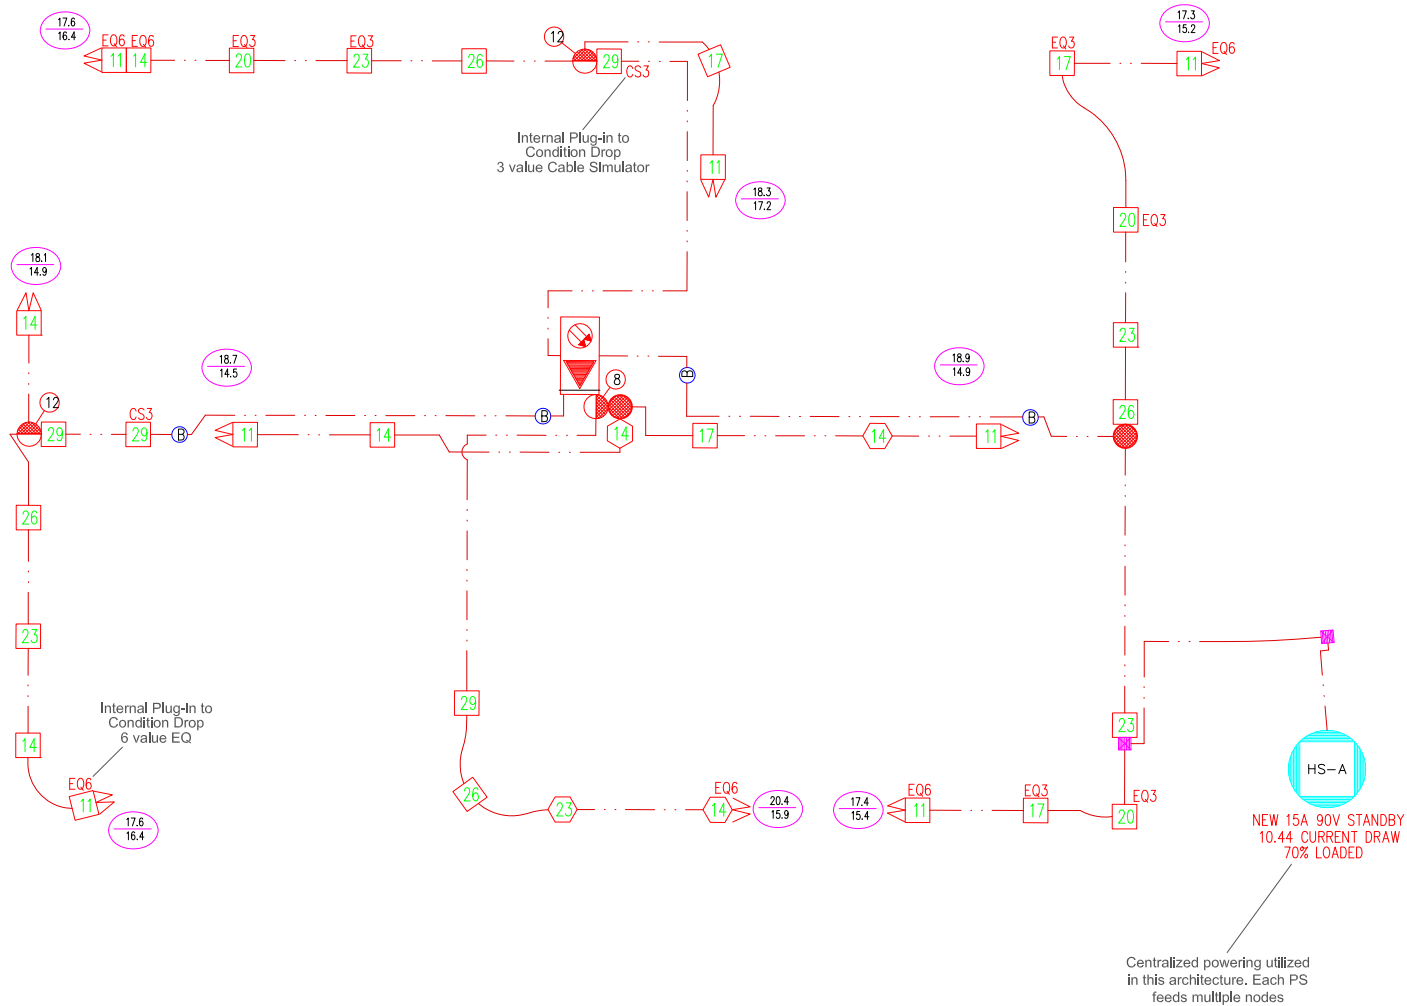 17.6
16.4
EQ6 EQ6
11 14
EQ3
20
EQ3
23
26
12
29
CS3
17
11
18.3
17.2
Internal Plug-in to
Condition Drop
3 value Cable SImulator
17.3
15.2
EQ3
17
EQ6
11
20 EQ3
23
26
18.1
14.9
14
12
29
CS3
29
B
18.7
14.5
11
14
B
8
14
B
17
14
11
18.9
14.9
B
26
23
14
Internal Plug-In to
Condition Drop
6 value EQ
EQ6
11
17.6
16.4
29
26
23
EQ6
14
20.4
15.9
17.4
15.4
EQ6
11
EQ3
17
EQ3
20
23
HS-A
NEW 15A 90V STANDBY
10.44 CURRENT DRAW
70% LOADED
Centralized powering utilized
in this architecture. Each PS
feeds multiple nodes